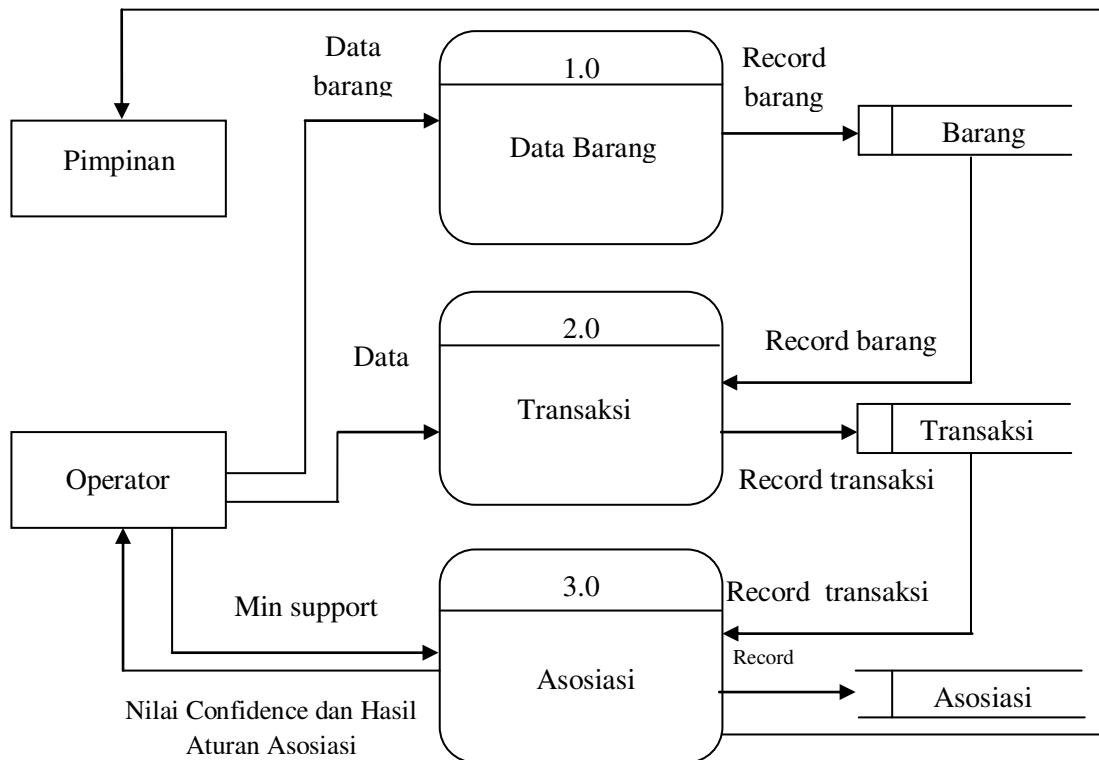 Data
barang
1.0
Record
barang
Pimpinan
Data Barang
Barang
2.0
Data
Record barang
Transaksi
Transaksi
Operator
Record transaksi
3.0
Min support
Record transaksi
Record
Asosiasi
Asosiasi
Nilai Confidence dan Hasil
Aturan Asosiasi